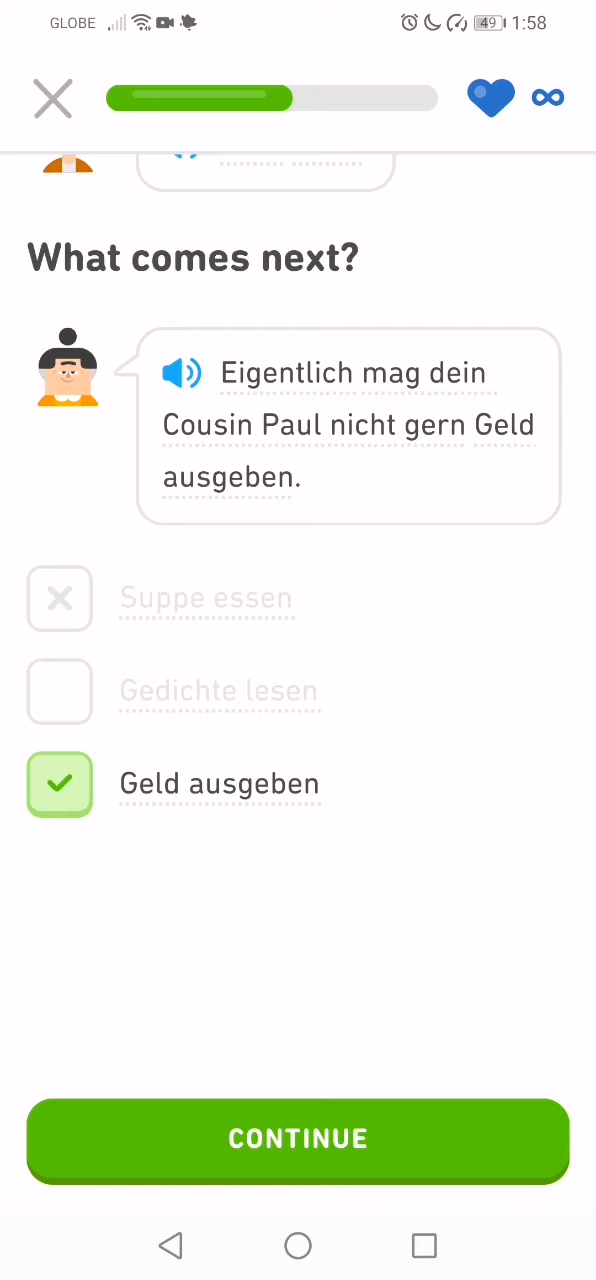 GLOBE 49 1:58
What comes next?
Eigentlich mag dein
Cousin Paul nicht gern Geld
ausgeben.
Suppe essen
Gedichte lesen
Geld ausgeben
CONTINUE